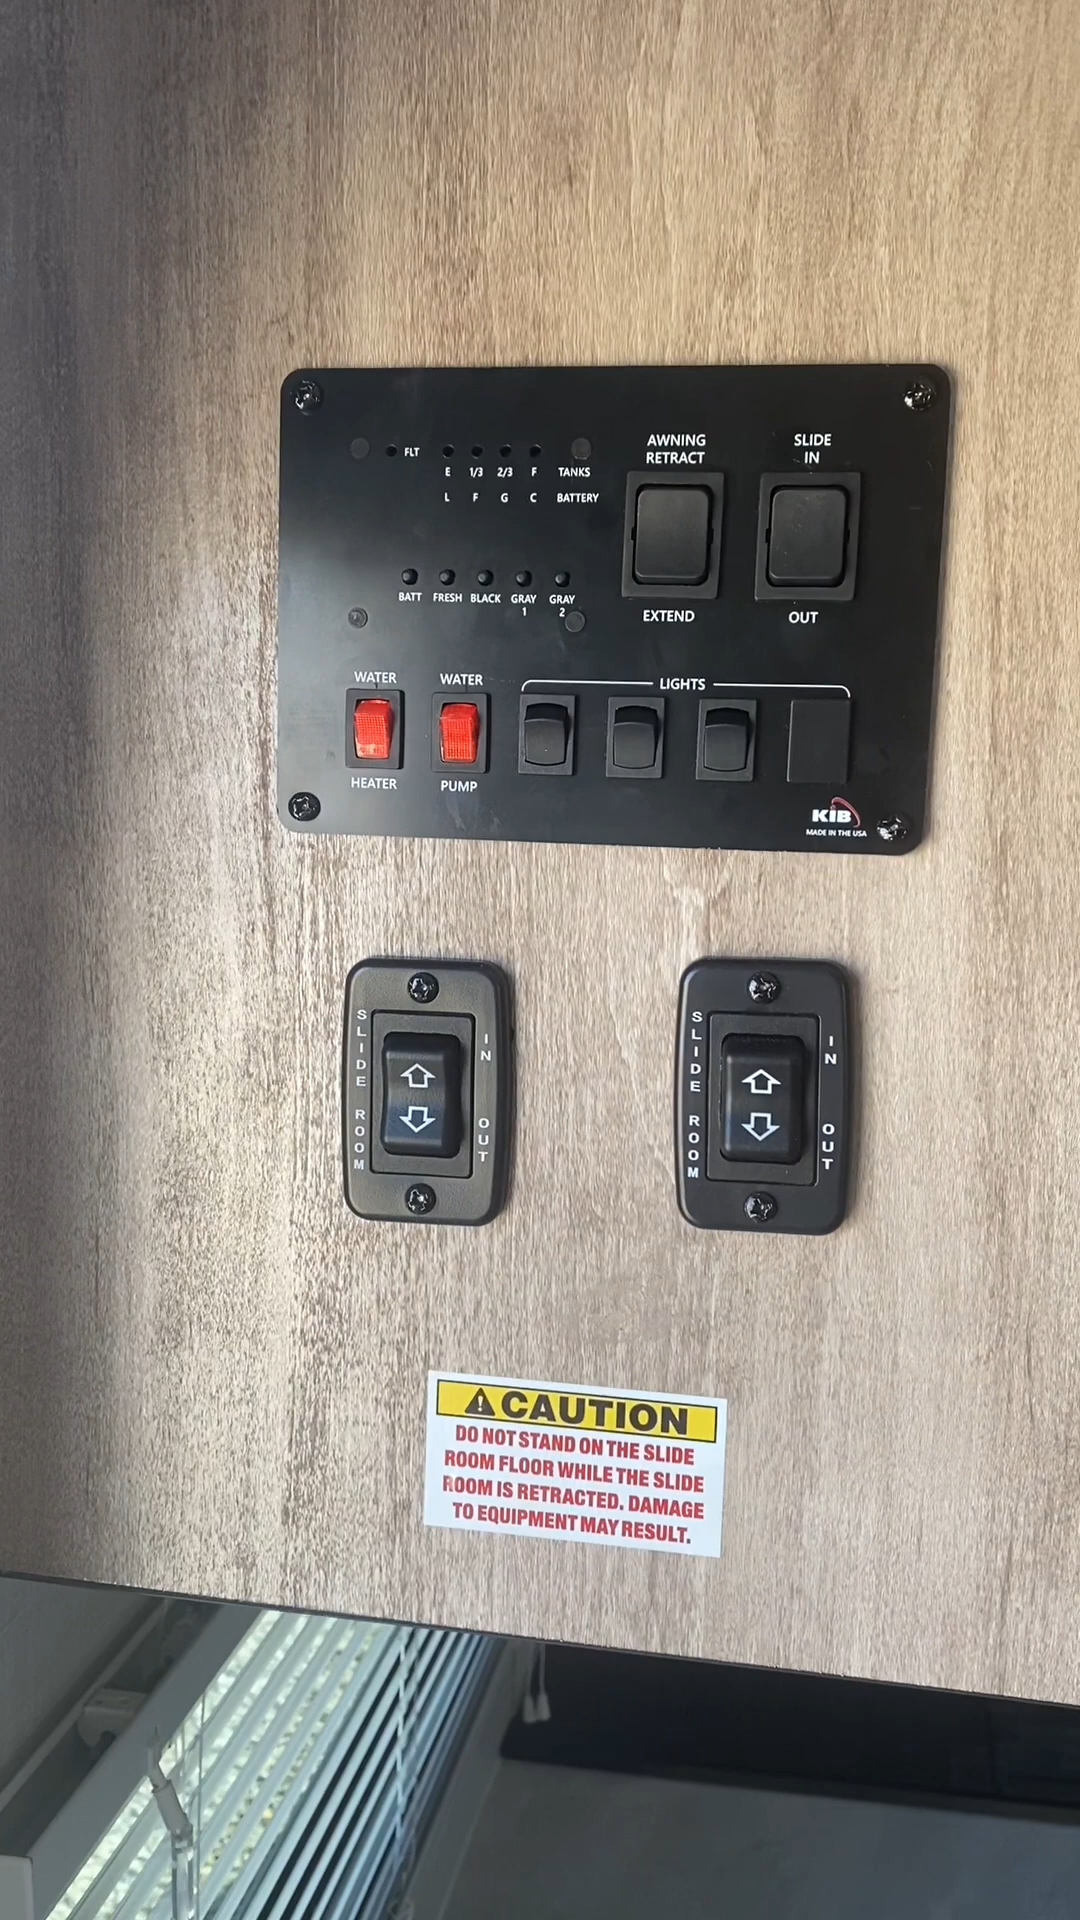 FLT
E 1/3 2/3 F TANKS
L F G C BATTERY
AWNING
RETRACT
EXTEND
SLIDE
IN
OUT
BATT FRESH BLACK GRAY 1 GRAY 2
WATER
HEATER
WATER
PUMP
LIGHTS
KIB
MADE IN THE USA
SLIDE ROOM
IN
OUT
SLIDE ROOM
IN
OUT
CAUTION
DO NOT STAND ON THE SLIDE
ROOM FLOOR WHILE THE SLIDE
ROOM IS RETRACTED. DAMAGE
TO EQUIPMENT MAY RESULT.